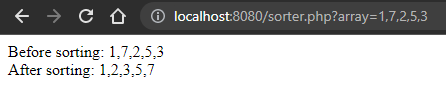 localhost:8080/sorter.php?array=1,7,2,5,3
Before sorting: 1,7,2,5,3
After sorting: 1,2,3,5,7